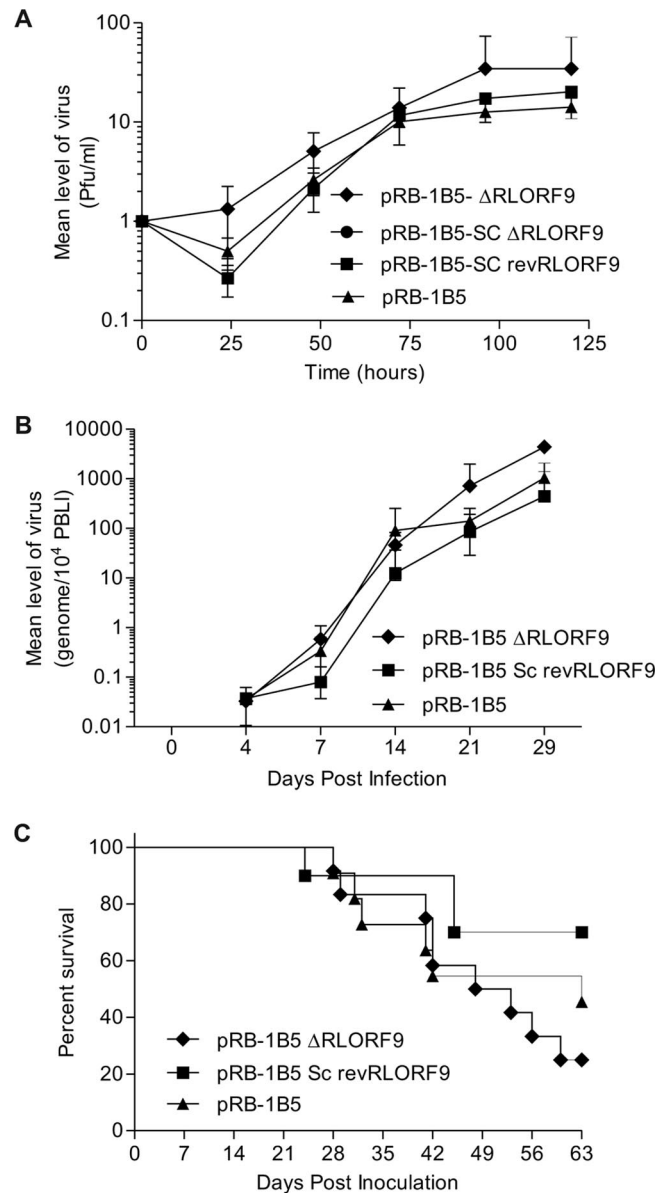 A
Mean level of virus
(Pfu/ml)
100
10
1
0.1
0 25 50 75 100 125
Time (hours)
pRB-1B5- ΔRLORF9
pRB-1B5-SC ΔRLORF9
pRB-1B5-SC revRLORF9
pRB-1B5
B
Mean level of virus
(genome/10⁴ PBLI)
10000
1000
100
10
1
0.1
0.01
0 4 7 14 21 29
Days Post Infection
pRB-1B5 ΔRLORF9
pRB-1B5 Sc revRLORF9
pRB-1B5
C
Percent survival
100
80
60
40
20
0
0 7 14 21 28 35 42 49 56 63
Days Post Inoculation
pRB-1B5 ΔRLORF9
pRB-1B5 Sc revRLORF9
pRB-1B5